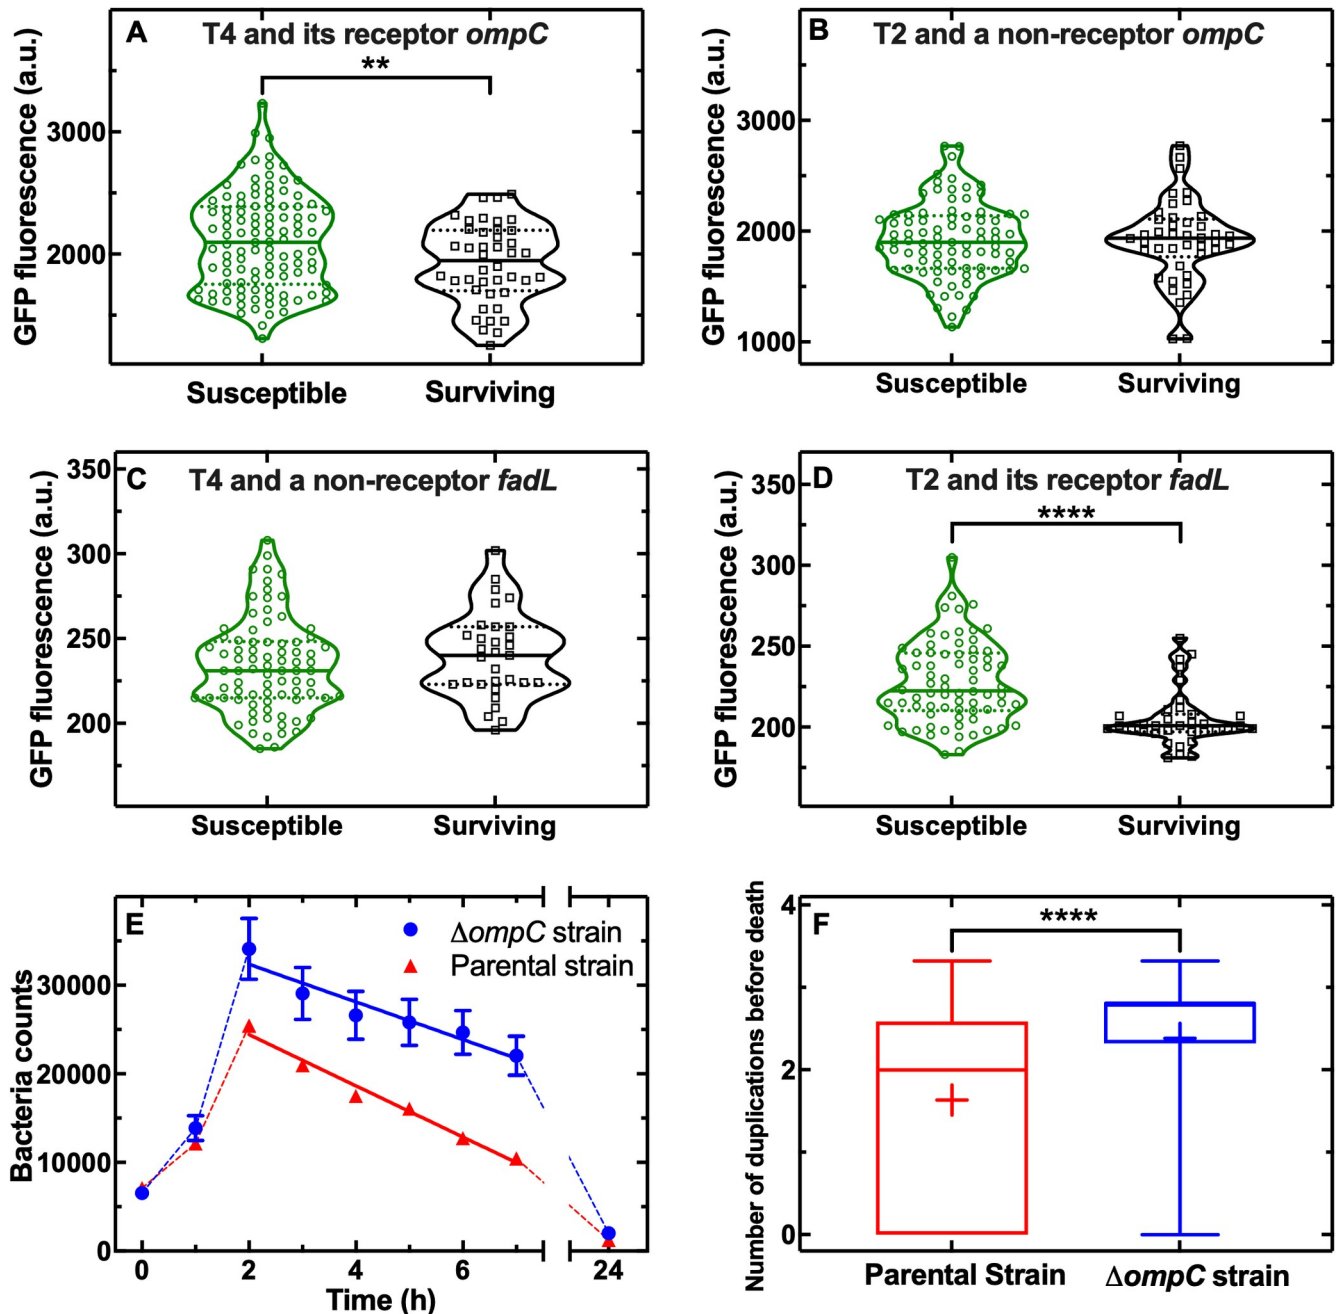 A T4 and its receptor ompC
**
GFP fluorescence (a.u.)
3000
2000
Susceptible Surviving
B T2 and a non-receptor ompC
GFP fluorescence (a.u.)
3000
2000
1000
Susceptible Surviving
C T4 and a non-receptor fadL
GFP fluorescence (a.u.)
350
300
250
200
Susceptible Surviving
D T2 and its receptor fadL
****
GFP fluorescence (a.u.)
350
300
250
200
Susceptible Surviving
E
ΔompC strain
Parental strain
Bacteria counts
30000
20000
10000
0
0 2 4 6 24
Time (h)
F
****
Number of duplications before death
4
2
0
Parental Strain ΔompC strain